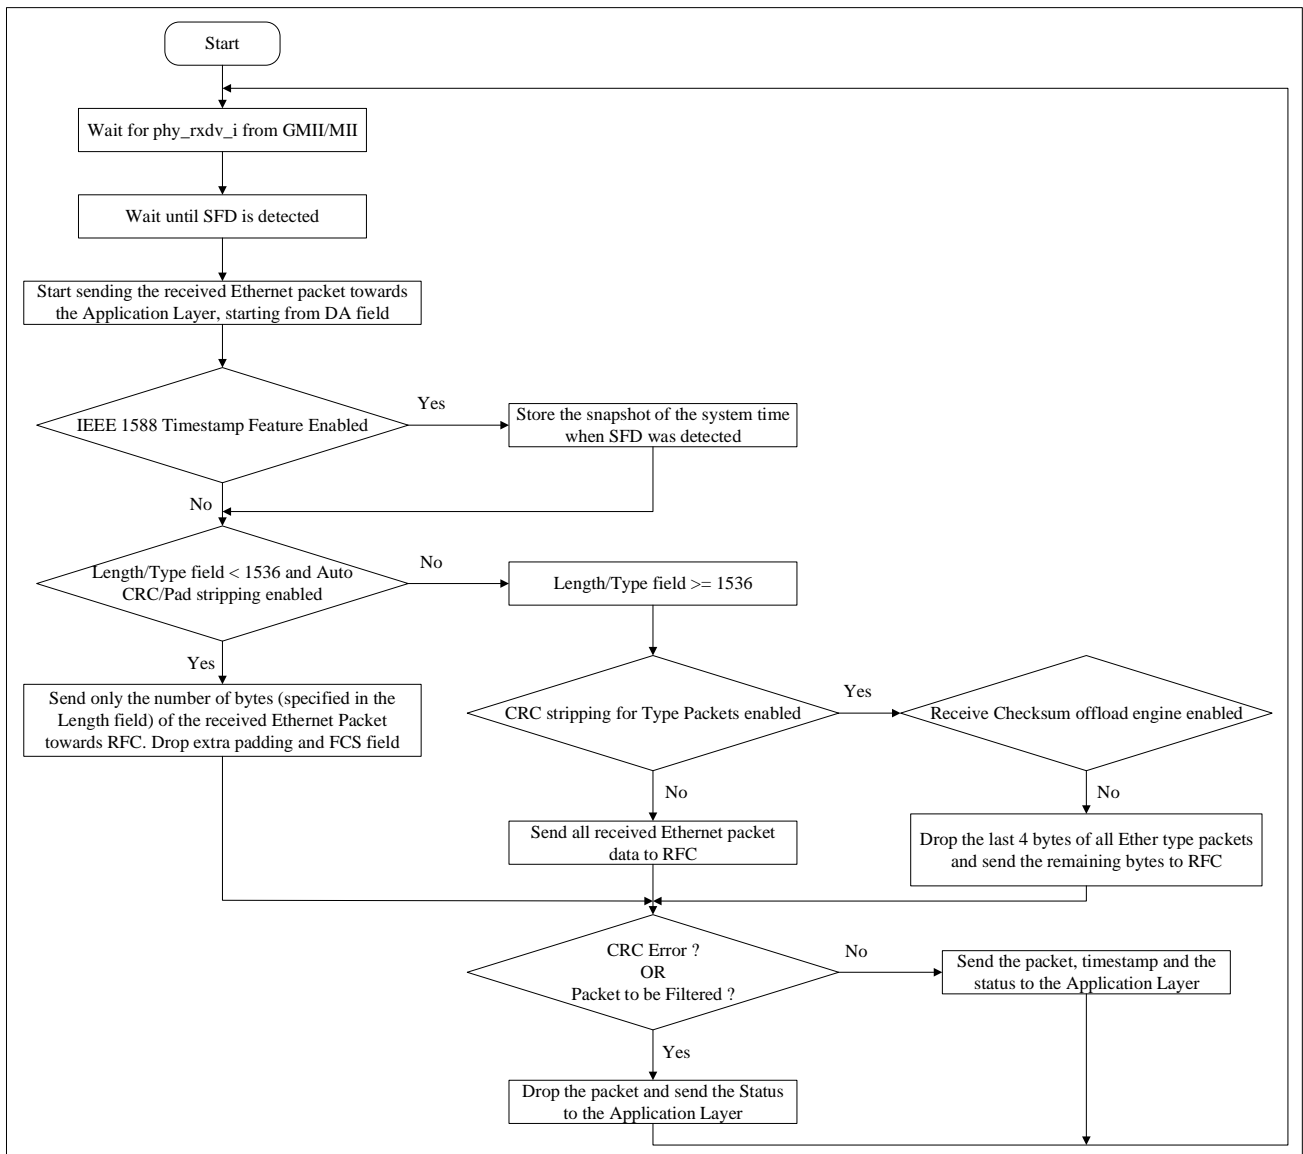 Start
Wait for phy_rxdv_i from GMII/MII
Wait until SFD is detected
Start sending the received Ethernet packet towards
the Application Layer, starting from DA field
IEEE 1588 Timestamp Feature Enabled
Yes
Store the snapshot of the system time
when SFD was detected
No
Length/Type field < 1536 and Auto
CRC/Pad stripping enabled
No
Length/Type field >= 1536
Yes
Send only the number of bytes (specified in the
Length field) of the received Ethernet Packet
towards RFC. Drop extra padding and FCS field
CRC stripping for Type Packets enabled
Yes
Receive Checksum offload engine enabled
No
Send all received Ethernet packet
data to RFC
No
Drop the last 4 bytes of all Ether type packets
and send the remaining bytes to RFC
CRC Error ?
OR
Packet to be Filtered ?
No
Send the packet, timestamp and the
status to the Application Layer
Yes
Drop the packet and send the Status
to the Application Layer